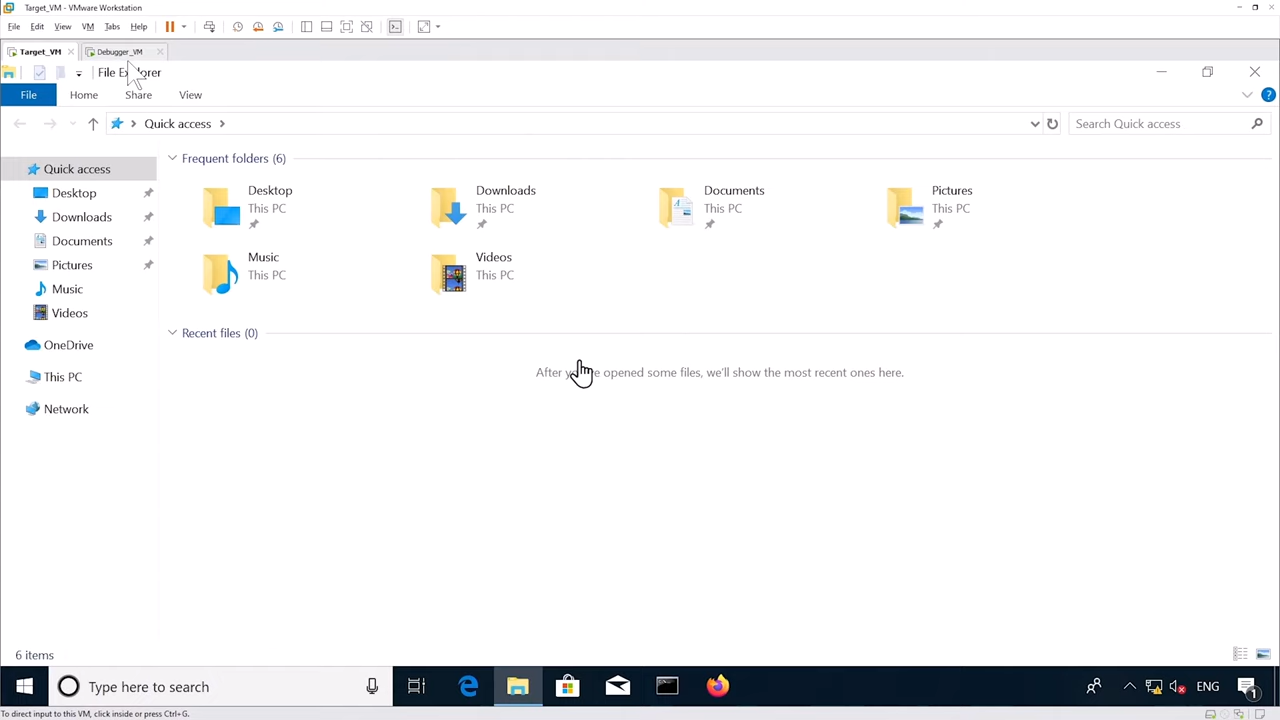 Target_VM - VMware Workstation
File Edit View VM Tabs Help
Target_VM Debugger_VM
File Explorer
File Home Share View
Quick access
Search Quick access
Quick access
Desktop
Downloads
Documents
Pictures
Music
Videos
OneDrive
This PC
Network
Frequent folders (6)
Desktop
This PC
Downloads
This PC
Documents
This PC
Pictures
This PC
Music
This PC
Videos
This PC
Recent files (0)
After you've opened some files, we'll show the most recent ones here.
6 items
Type here to search
ENG
1
To direct input to this VM, click inside or press Ctrl+G.